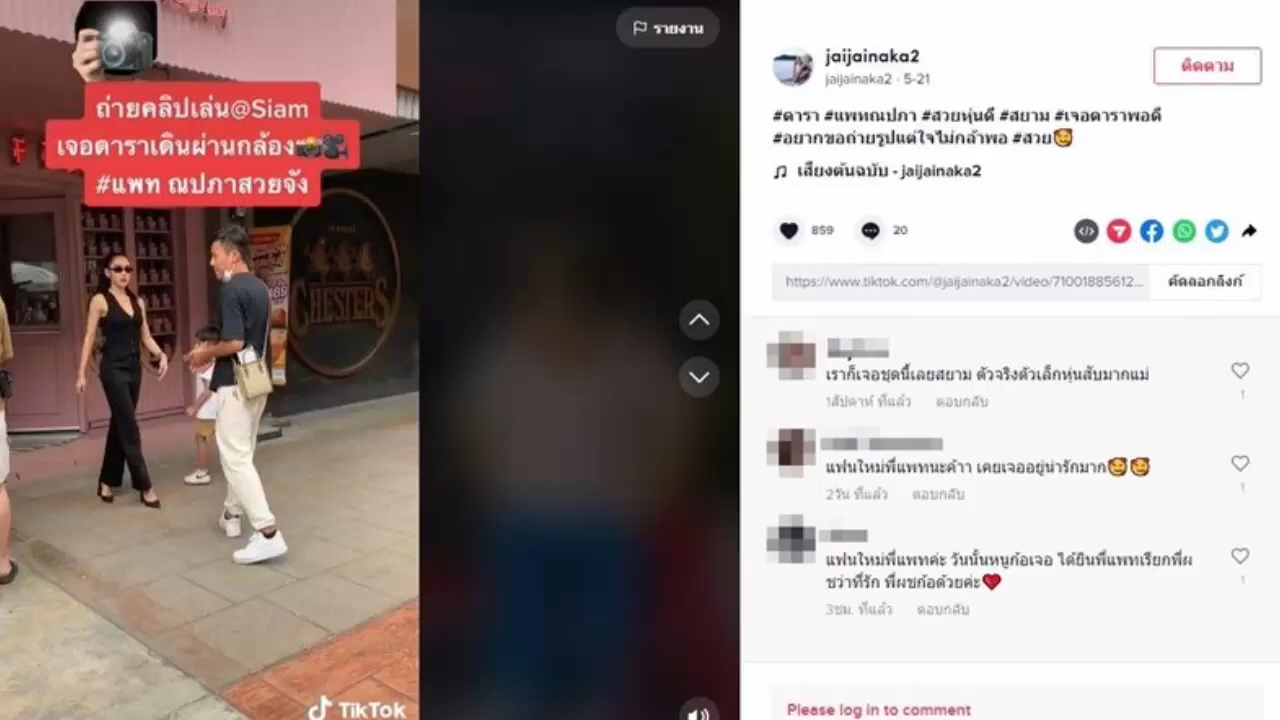 ถ่ายคลิปเล่น@Siam
เจอดาราเดินผ่านกล้อง
#แพท ณปภาสวยจัง
CHESTERS
TikTok
รายงาน
jaijainaka2
jaijainaka2 · 5-21
ติดตาม
#ดารา #แพทณปภา #สวยหุ่นดี #สยาม #เจอดาราพอดี
#อยากขอถ่ายรูปแต่ใจไม่กล้าพอ #สวย🥰
♫ เสียงต้นฉบับ - jaijainaka2
859
20
https://www.tiktok.com/@jaijainaka2/video/71001885612...
คัดลอกลิงก์
เราก็เจอชุดนี้เลยสยาม ตัวจริงตัวเล็กหุ่นสับมากแม่
1สัปดาห์ ที่แล้ว ตอบกลับ
1
แฟนใหม่พี่แพทนะค้าา เคยเจออยู่น่ารักมาก🥰🥰
2วัน ที่แล้ว ตอบกลับ
1
แฟนใหม่พี่แพทค่ะ วันนั้นหนูก้อเจอ ได้ยินพี่แพทเรียกพี่ผ
ชว่าที่รัก พี่ผชก้อด้วยค่ะ❤️
3ชม. ที่แล้ว ตอบกลับ
1
Please log in to comment